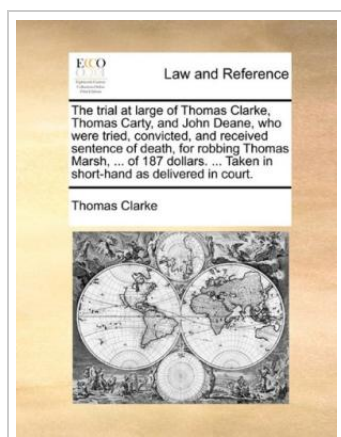 ECCO
Law and Reference
The trial at large of Thomas Clarke,
Thomas Carty, and John Deane, who
were tried, convicted, and received
sentence of death, for robbing Thomas
Marsh, ... of 187 dollars. ... Taken in
short-hand as delivered in court.
Thomas Clarke